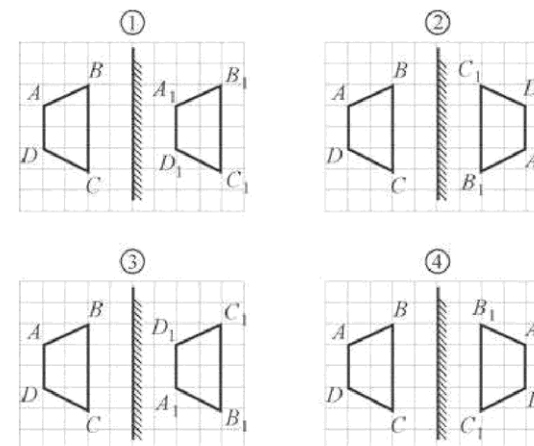 ① ②
B B₁ B C₁ D
A A₁ A
D D₁ D A
C C₁ C B₁
③ ④
B C₁ B B₁
A D₁ A A
D A₁ D D
C B₁ C C₁